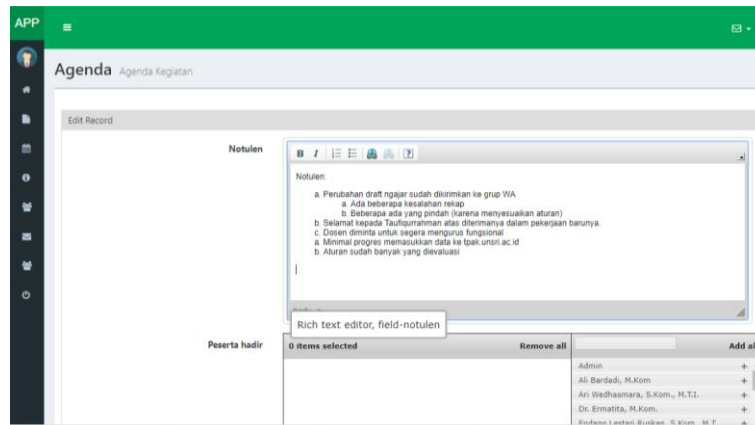 APP
Agenda Agenda Kegiatan
Edit Record
Notulen
B I
Notulen:
a. Perubahan draft ngajar sudah dikirimkan ke grup WA
a. Ada beberapa kesalahan rekap
b. Beberapa ada yang pindah (karena menyesuaikan aturan)
b. Selamat kepada Taufiqurrahman atas diterimanya dalam pekerjaan barunya.
c. Dosen diminta untuk segera mengurus fungsional
a. Minimal progres memasukkan data ke tpak.unsri.ac.id
b. Aturan sudah banyak yang dievaluasi
Rich text editor, field-notulen
Peserta hadir
0 items selected Remove all Add al
Admin
Ali Bardadi, M.Kom
Ari Wedhasmara, S.Kom., M.T.I.
Dr. Ermatita, M.Kom.
Endang Lestari Ruskan, S.Kom., M.T